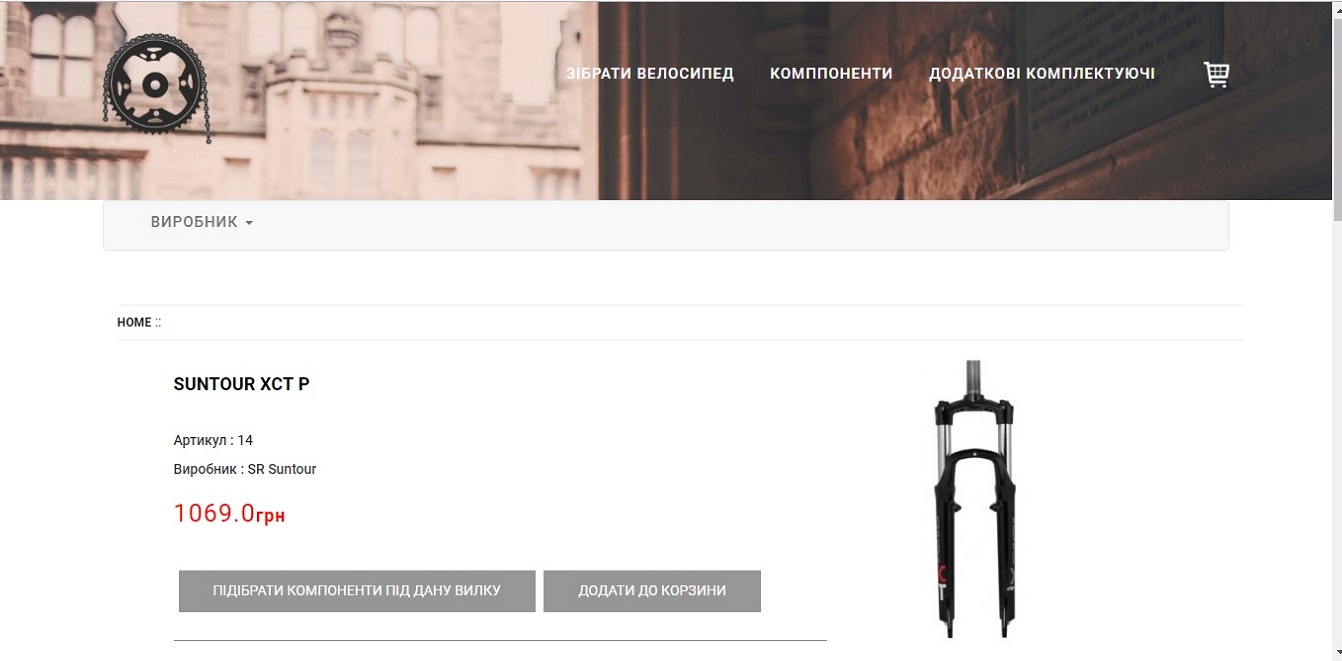 ЗІБРАТИ ВЕЛОСИПЕД КОМППОНЕНТИ ДОДАТКОВІ КОМПЛЕКТУЮЧІ
ВИРОБНИК
HOME ::
SUNTOUR XCT P
Артикул : 14
Виробник : SR Suntour
1069.0грн
ПІДІБРАТИ КОМПОНЕНТИ ПІД ДАНУ ВИЛКУ ДОДАТИ ДО КОРЗИНИ